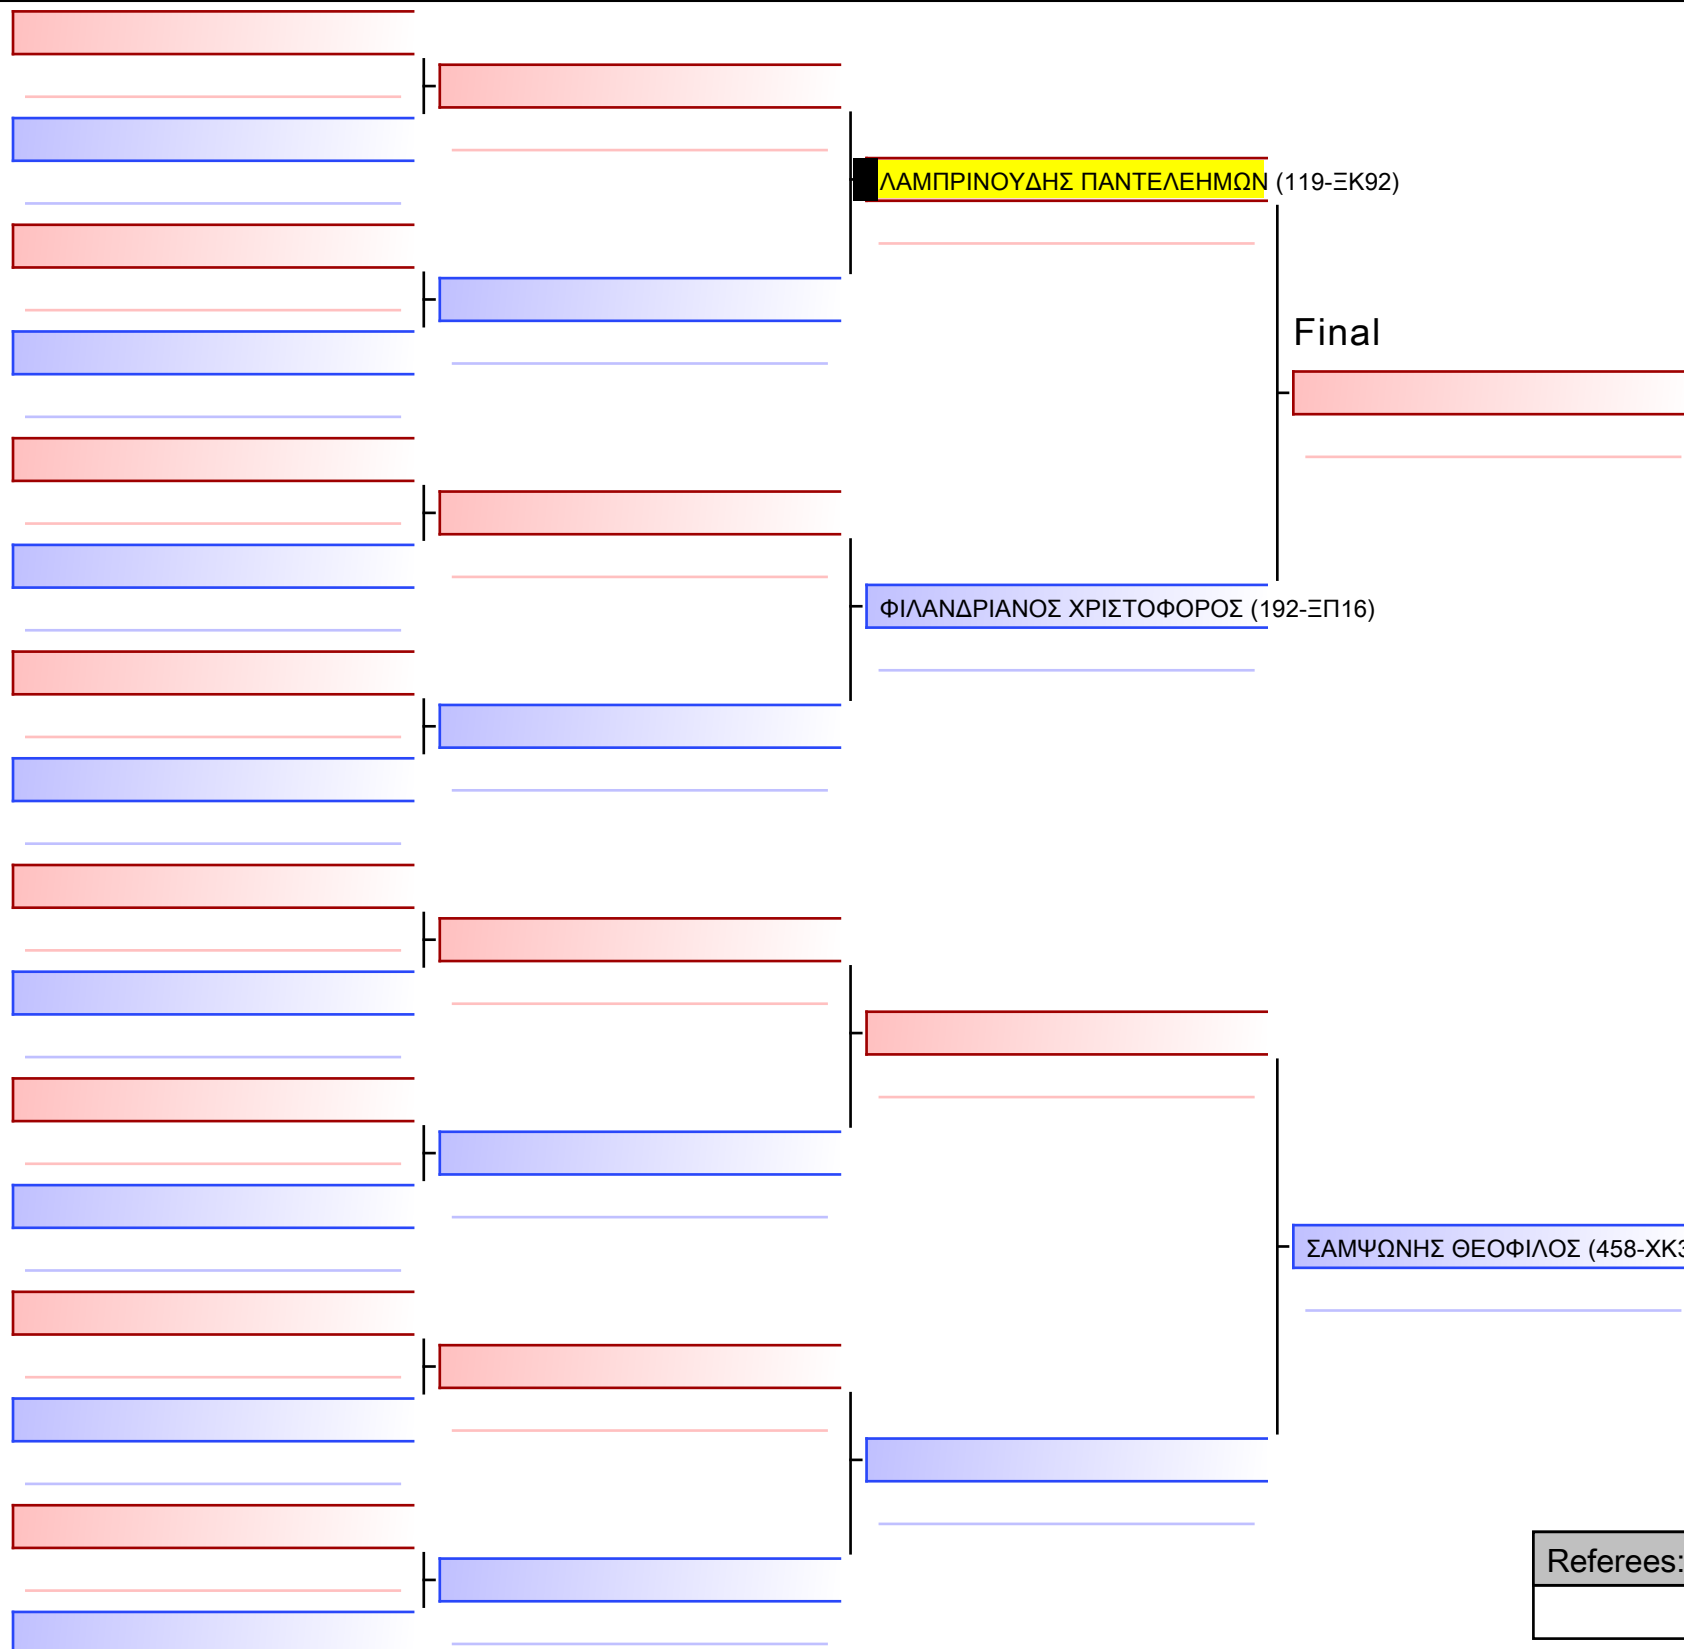 ΛΑΜΠΡΙΝΟΥΔΗΣ ΠΑΝΤΕΛΕΗΜΩΝ (119-ΞΚ92)
Final
ΦΙΛΑΝΔΡΙΑΝΟΣ ΧΡΙΣΤΟΦΟΡΟΣ (192-ΞΠ16)
ΣΑΜΨΩΝΗΣ ΘΕΟΦΙΛΟΣ
Referees: